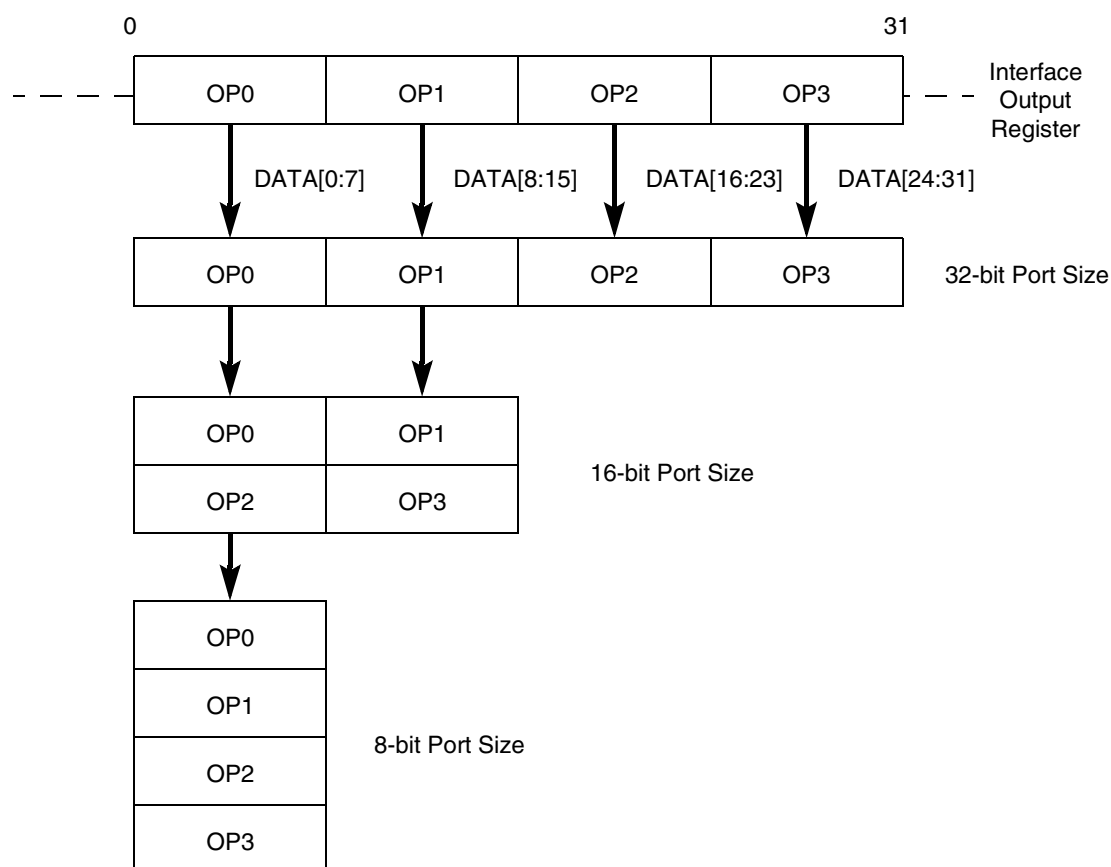 0 31
OP0 OP1 OP2 OP3
Interface
Output
Register
DATA[0:7] DATA[8:15] DATA[16:23] DATA[24:31]
OP0 OP1 OP2 OP3 32-bit Port Size
OP0 OP1
16-bit Port Size
OP2 OP3
OP0
OP1
8-bit Port Size
OP2
OP3